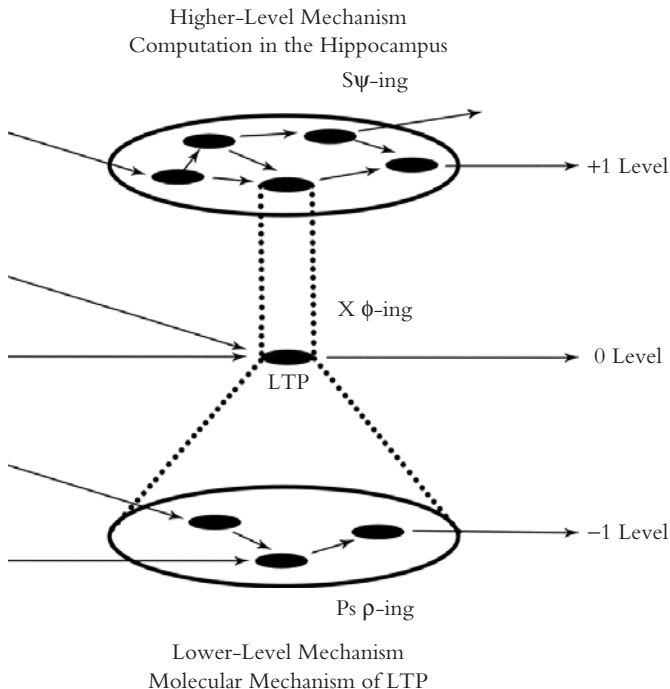 Higher-Level Mechanism
Computation in the Hippocampus
Sψ-ing
+1 Level
X ϕ-ing
0 Level
LTP
−1 Level
Ps ρ-ing
Lower-Level Mechanism
Molecular Mechanism of LTP